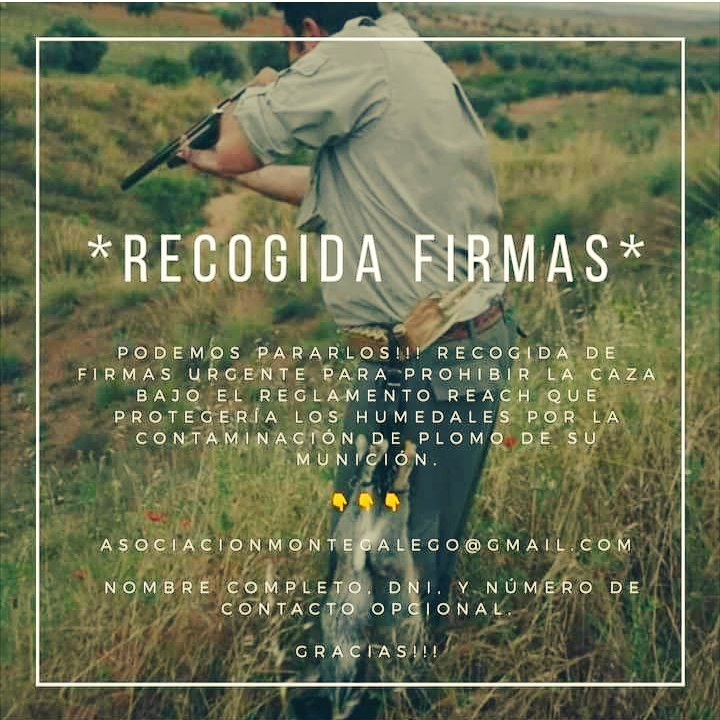 *RECOGIDA FIRMAS*
PODEMOS PARARLOS!!! RECOGIDA DE
FIRMAS URGENTE PARA PROHIBIR LA CAZA
BAJO EL REGLAMENTO REACH QUE
PROTEGERÍA LOS HUMEDALES POR LA
CONTAMINACIÓN DE PLOMO DE SU
MUNICIÓN.
👇👇👇
ASOCIACIONMONTEGALEGO@GMAIL.COM
NOMBRE COMPLETO, DNI, Y NÚMERO DE
CONTACTO OPCIONAL.
GRACIAS!!!